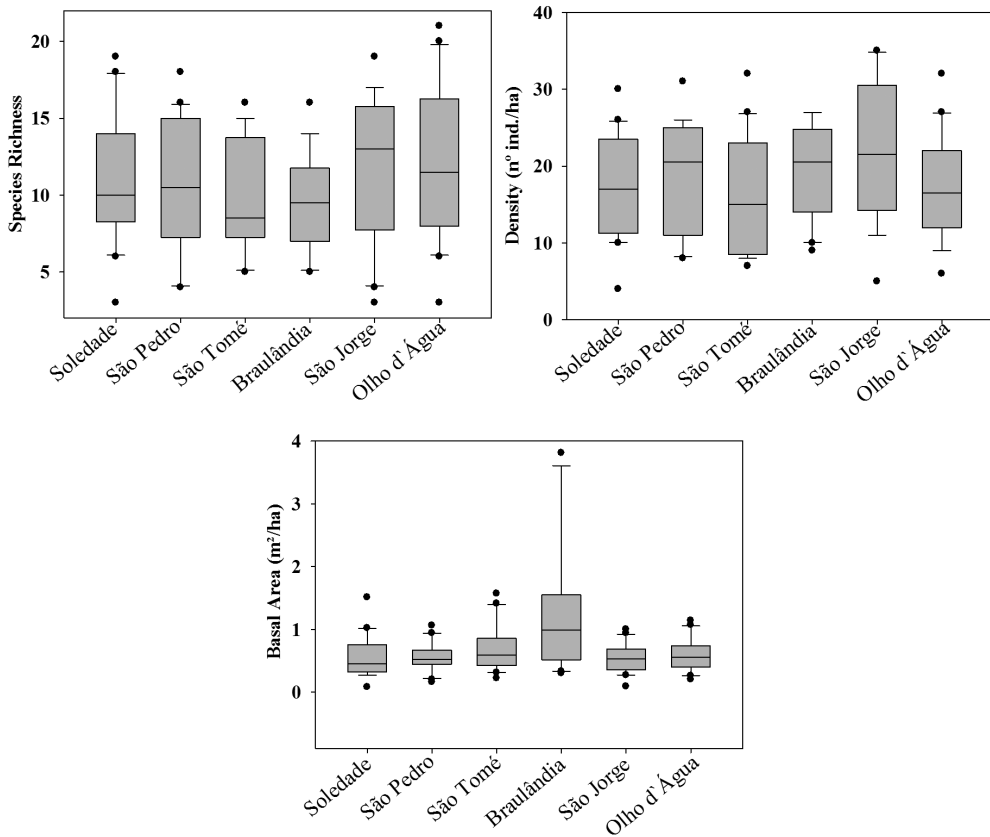 Species Richness
20
15
10
5
Soledade
São Pedro
São Tomé
Braulândia
São Jorge
Olho d`Água
Density (nº ind./ha)
40
30
20
10
0
Soledade
São Pedro
São Tomé
Braulândia
São Jorge
Olho d`Água
Basal Area (m²/ha)
4
3
2
1
0
Soledade
São Pedro
São Tomé
Braulândia
São Jorge
Olho d`Água